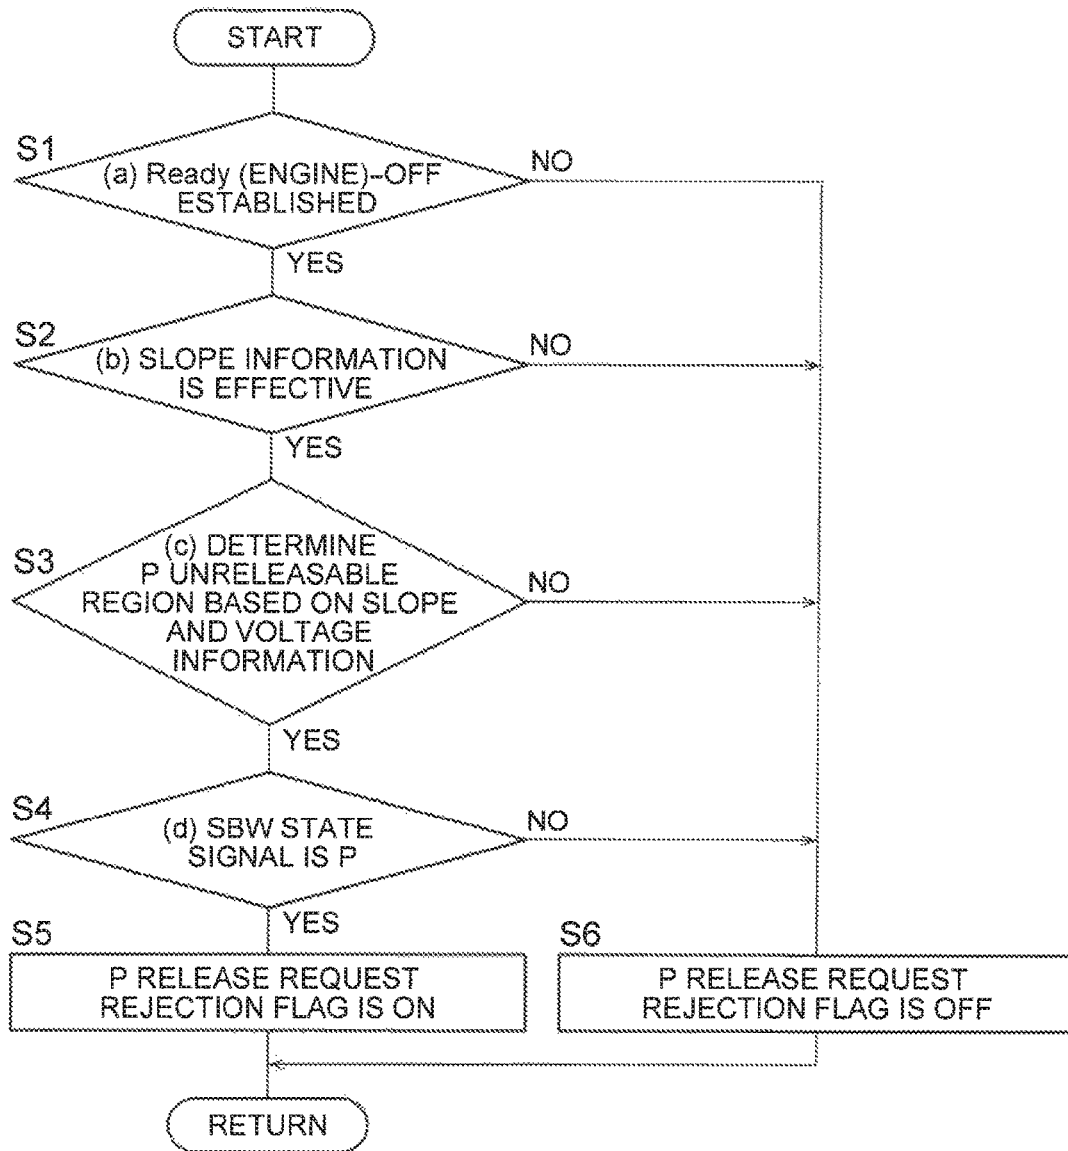 START
S1
(a) Ready (ENGINE)-OFF
ESTABLISHED
NO
YES
S2
(b) SLOPE INFORMATION
IS EFFECTIVE
NO
YES
S3
(c) DETERMINE
P UNRELEASABLE
REGION BASED ON SLOPE
AND VOLTAGE
INFORMATION
NO
YES
S4
(d) SBW STATE
SIGNAL IS P
NO
YES
S5
P RELEASE REQUEST
REJECTION FLAG IS ON
S6
P RELEASE REQUEST
REJECTION FLAG IS OFF
RETURN